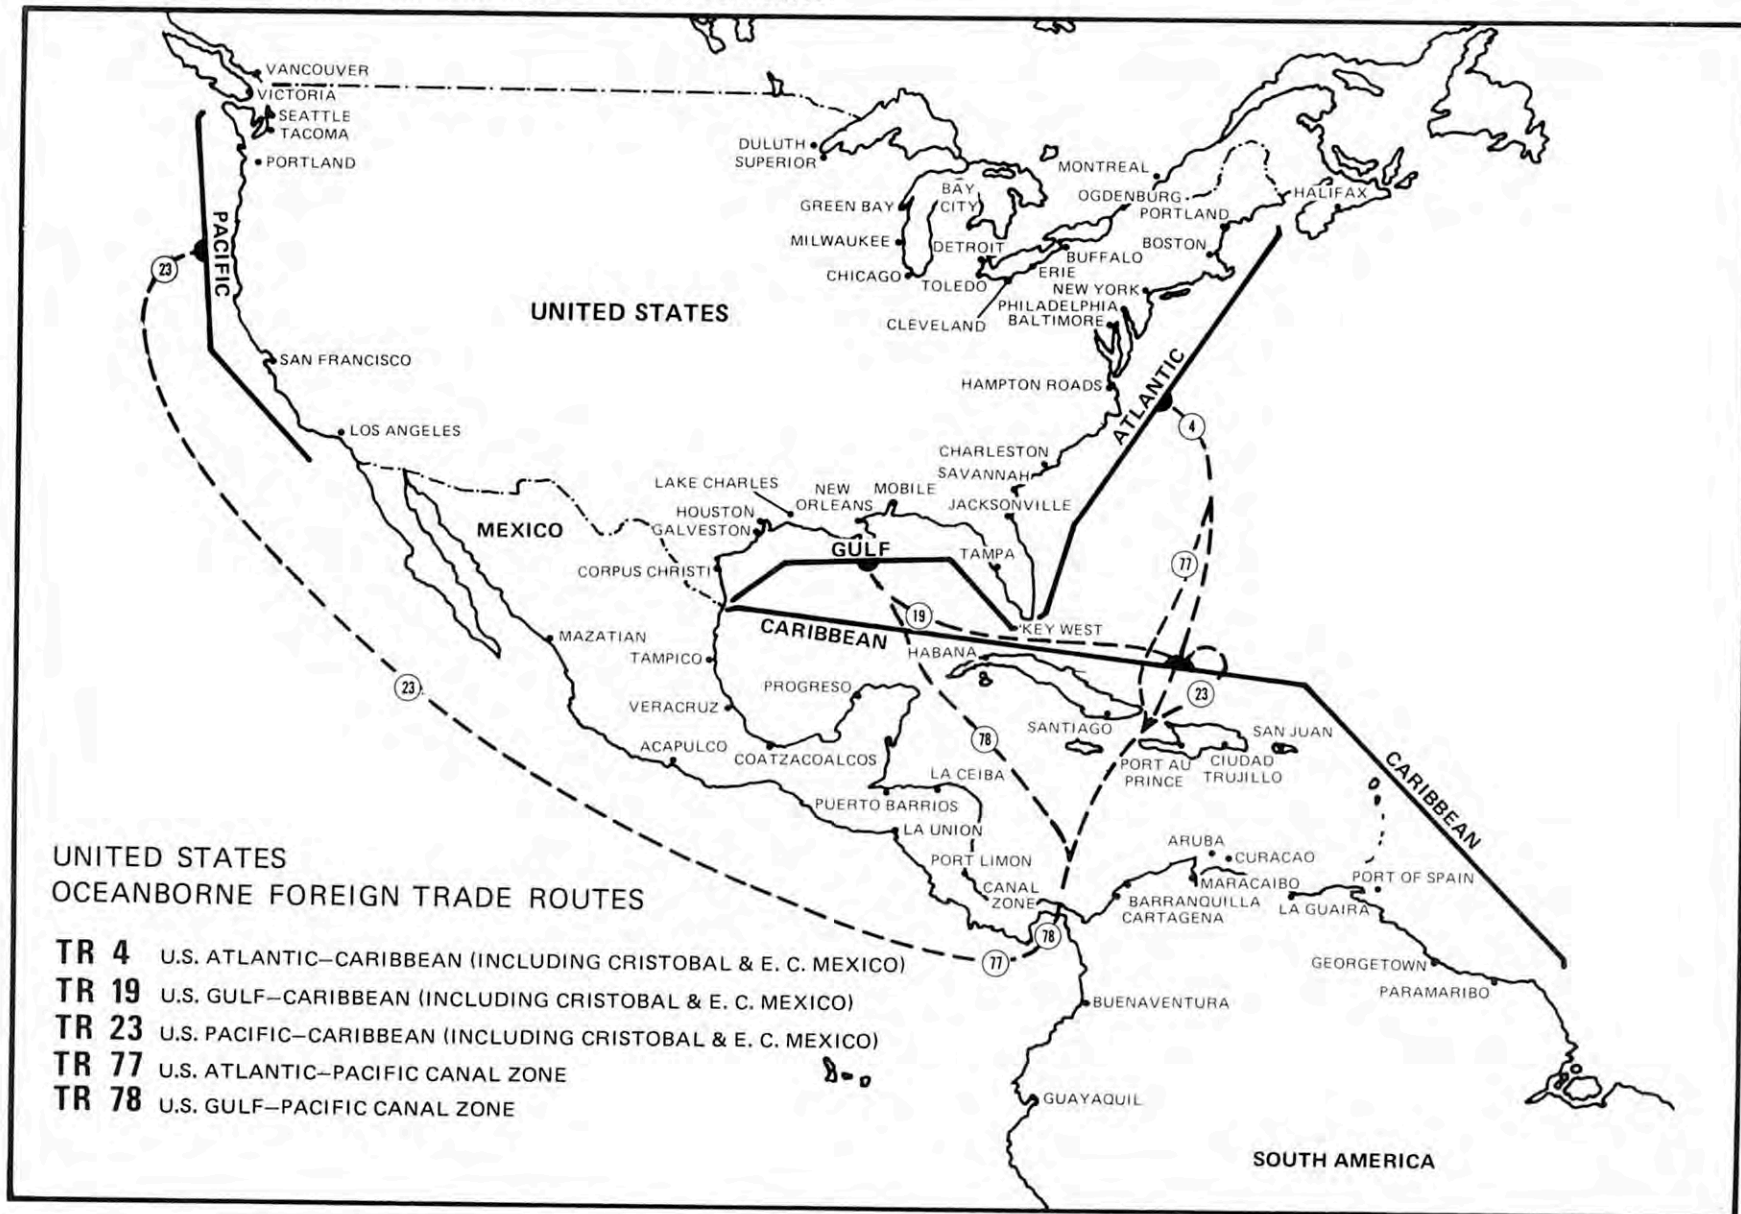 VANCOUVER
VICTORIA
SEATTLE
TACOMA
PORTLAND
PACIFIC
23
SAN FRANCISCO
LOS ANGELES
UNITED STATES
DULUTH
SUPERIOR
GREEN BAY
BAY
CITY
MILWAUKEE
DETROIT
CHICAGO
TOLEDO
CLEVELAND
ERIE
BUFFALO
MONTREAL
OGDENBURG
PORTLAND
HALIFAX
BOSTON
NEW YORK
PHILADELPHIA
BALTIMORE
HAMPTON ROADS
ATLANTIC
4
CHARLESTON
SAVANNAH
JACKSONVILLE
LAKE CHARLES
NEW
ORLEANS
MOBILE
HOUSTON
GALVESTON
MEXICO
GULF
TAMPA
CORPUS CHRISTI
77
19
KEY WEST
CARIBBEAN
HABANA
MAZATIAN
TAMPICO
23
PROGRESO
23
VERACRUZ
SANTIAGO
SAN JUAN
78
ACAPULCO
COATZACOALCOS
PORT AU
PRINCE
CIUDAD
TRUJILLO
CARIBBEAN
LA CEIBA
PUERTO BARRIOS
LA UNION
ARUBA
CURACAO
PORT LIMON
MARACAIBO
PORT OF SPAIN
CANAL
ZONE
BARRANQUILLA
CARTAGENA
LA GUAIRA
78
77
GEORGETOWN
PARAMARIBO
BUENAVENTURA
GUAYAQUIL
SOUTH AMERICA
UNITED STATES
OCEANBORNE FOREIGN TRADE ROUTES
TR 4 U.S. ATLANTIC–CARIBBEAN (INCLUDING CRISTOBAL & E. C. MEXICO)
TR 19 U.S. GULF–CARIBBEAN (INCLUDING CRISTOBAL & E. C. MEXICO)
TR 23 U.S. PACIFIC–CARIBBEAN (INCLUDING CRISTOBAL & E. C. MEXICO)
TR 77 U.S. ATLANTIC–PACIFIC CANAL ZONE
TR 78 U.S. GULF–PACIFIC CANAL ZONE